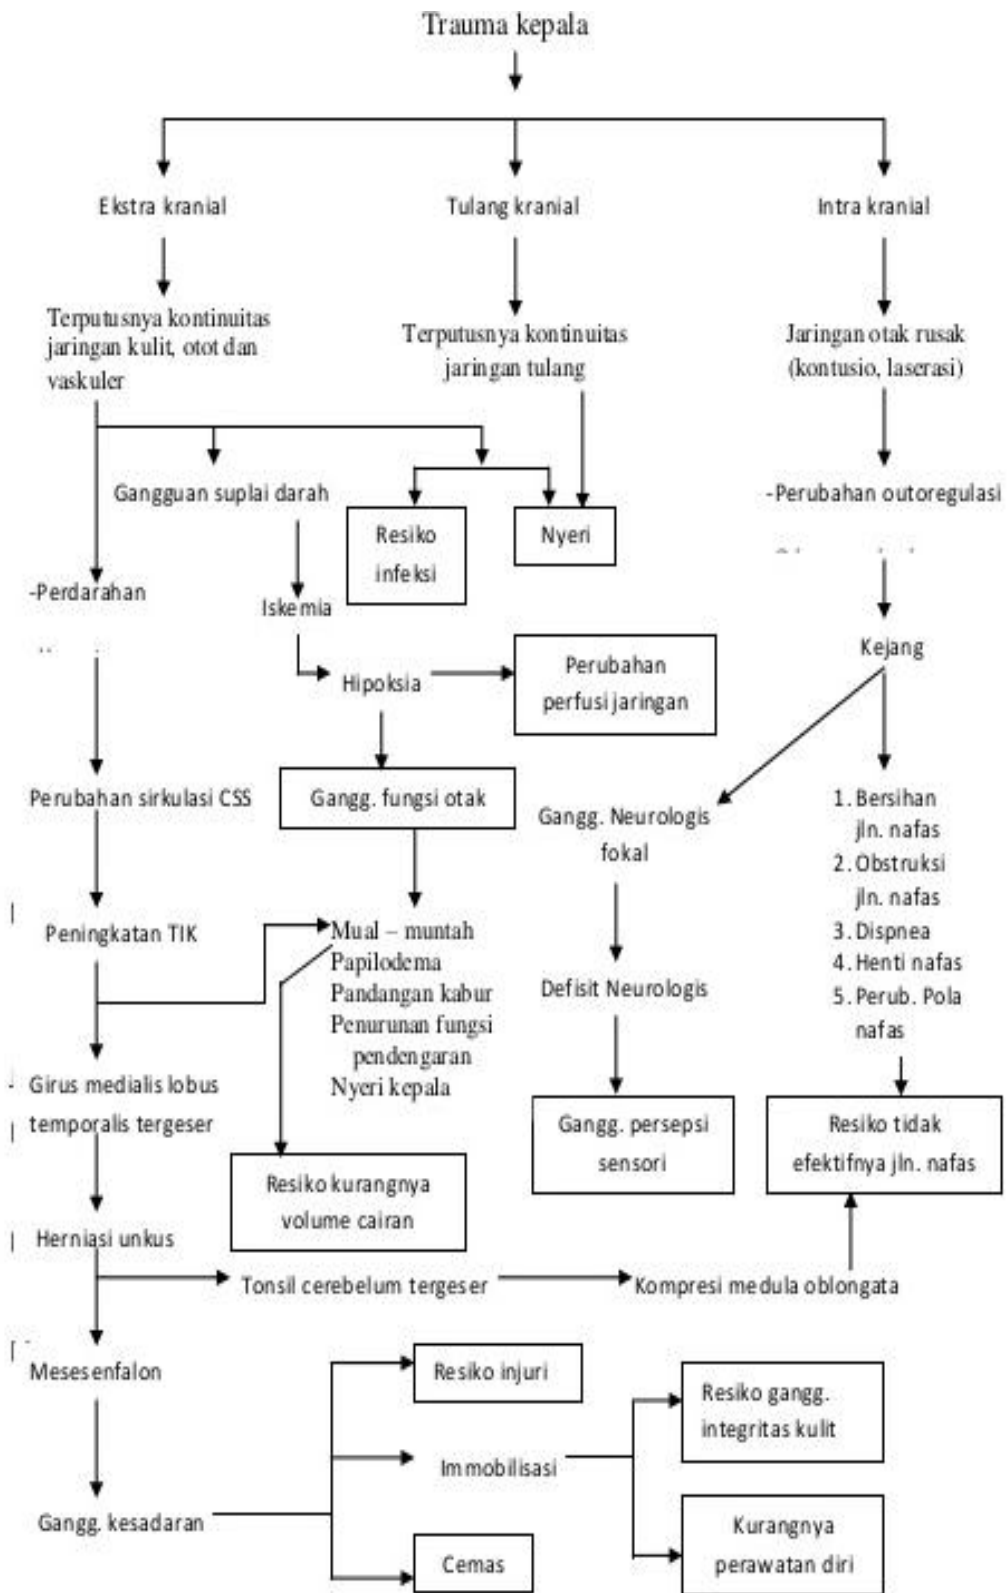 Trauma kepala
Ekstra kranial
Tulang kranial
Intra kranial
Terputusnya kontinuitas
jaringan kulit, otot dan
vaskuler
Terputusnya kontinuitas
jaringan tulang
Jaringan otak rusak
(kontusio, laserasi)
Gangguan suplai darah
Resiko
infeksi
Nyeri
-Perubahan outoregulasi
-Perdarahan
Iskemia
Hipoksia
Perubahan
perfusi jaringan
Kejang
Perubahan sirkulasi CSS
Gangg. fungsi otak
Gangg. Neurologis
fokal
1. Bersihan
jln. nafas
2. Obstruksi
jln. nafas
3. Dispnea
4. Henti nafas
5. Perub. Pola
nafas
Peningkatan TIK
Mual – muntah
Papilodema
Pandangan kabur
Penurunan fungsi
pendengaran
Nyeri kepala
Defisit Neurologis
Girus medialis lobus
temporalis tergeser
Gangg. persepsi
sensori
Resiko tidak
efektifnya jln. nafas
Resiko kurangnya
volume cairan
Herniasi unkus
Tonsil cerebelum tergeser
Kompresi medula oblongata
Mesesenfalon
Resiko injuri
Resiko gangg.
integritas kulit
Immobilisasi
Gangg. kesadaran
Cemas
Kurangnya
perawatan diri